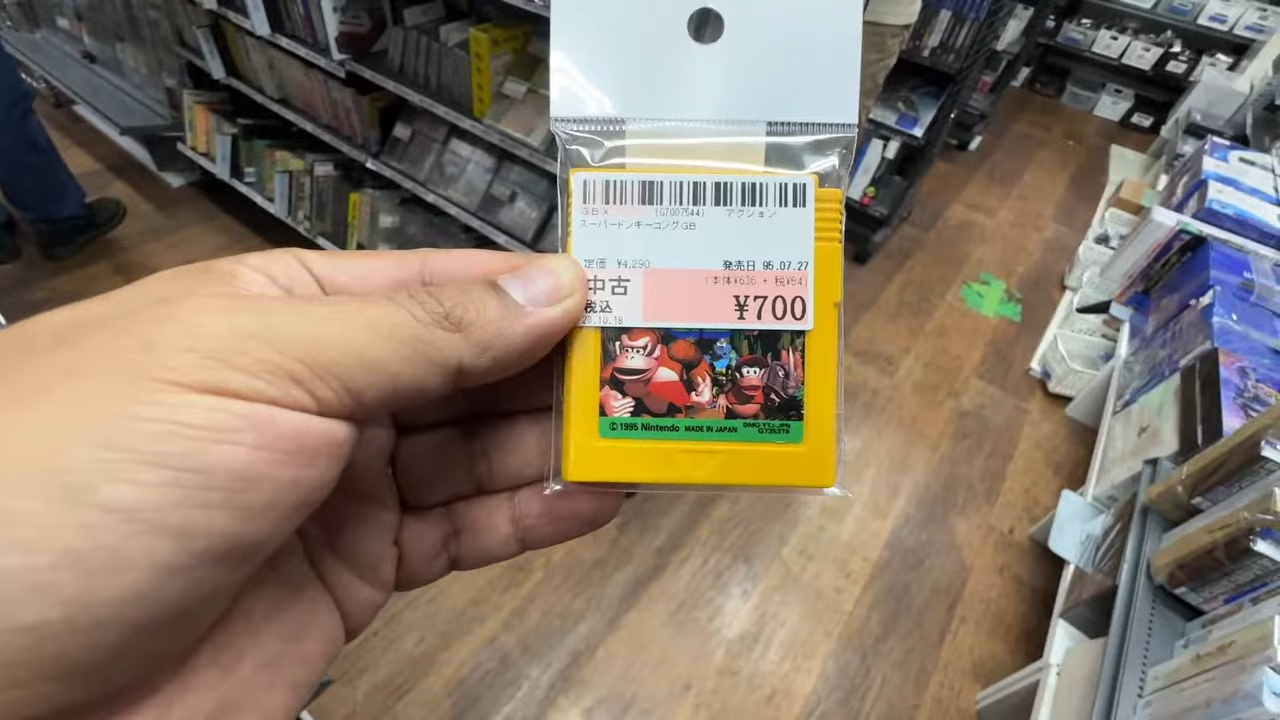 GBX (G7007544) アクション
スーパードンキーコングGB
定価 ¥4,290 発売日 95.07.27
中古 (本体¥636 + 税¥64)
税込 ¥700
23.10.18
©1995 Nintendo MADE IN JAPAN DMG-YTJ-JPN
G735276